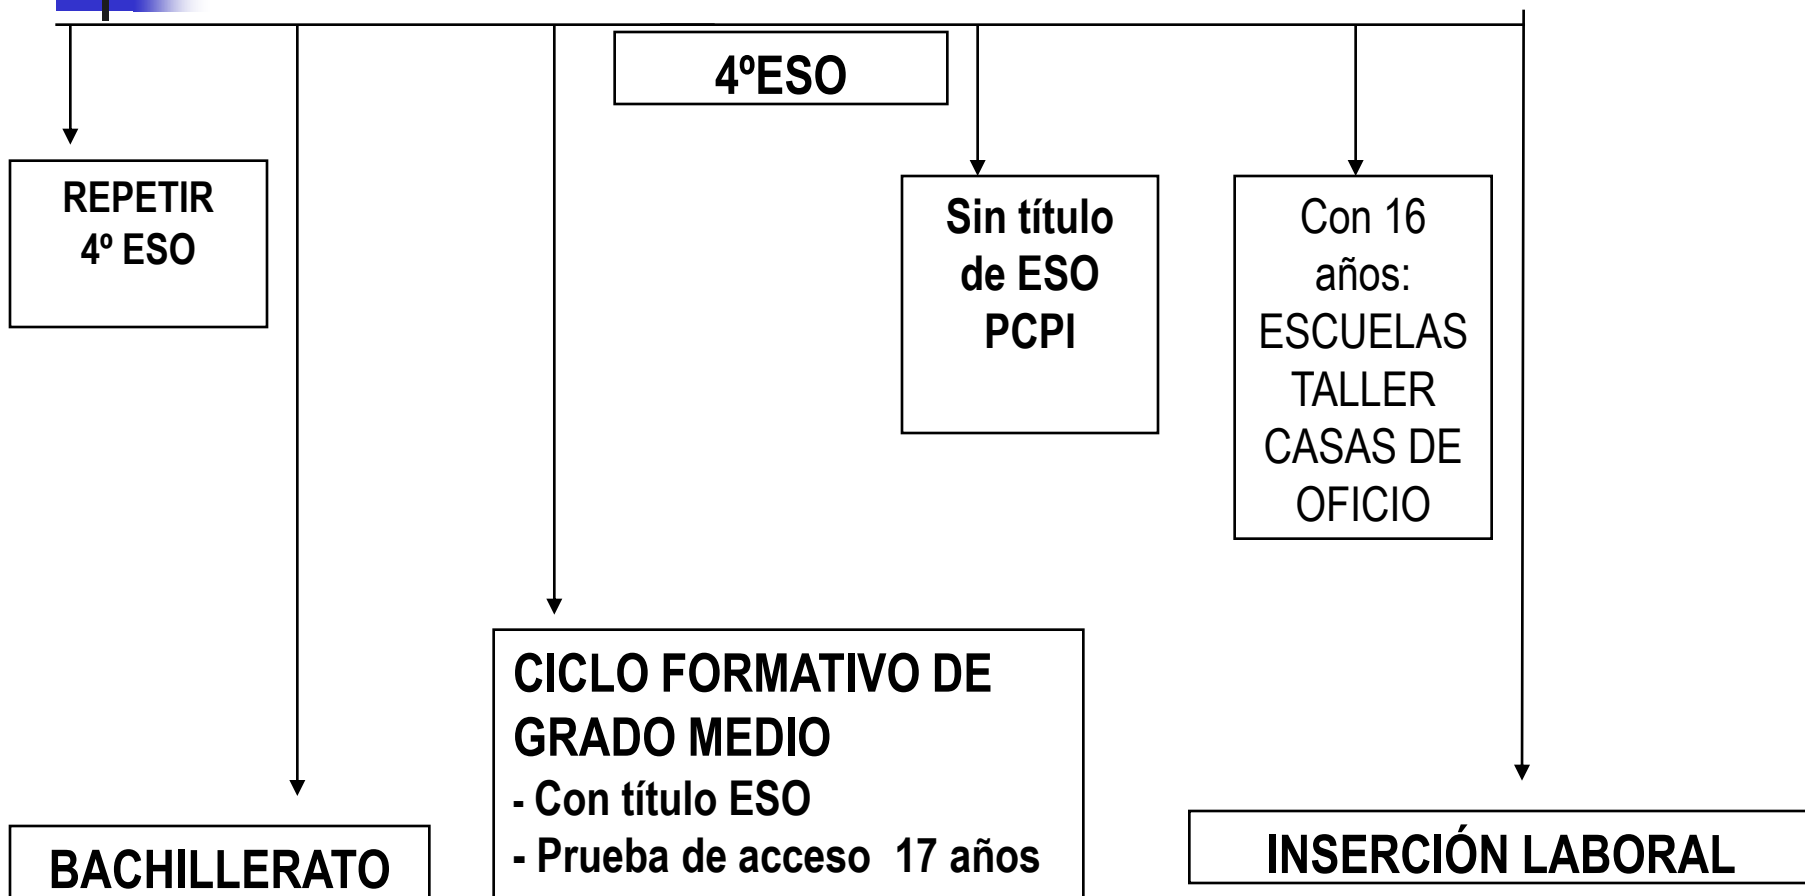 4ºESO
REPETIR
4º ESO
Sin título
de ESO
PCPI
Con 16
años:
ESCUELAS
TALLER
CASAS DE
OFICIO
CICLO FORMATIVO DE
GRADO MEDIO
- Con título ESO
- Prueba de acceso  17 años
BACHILLERATO
INSERCIÓN LABORAL